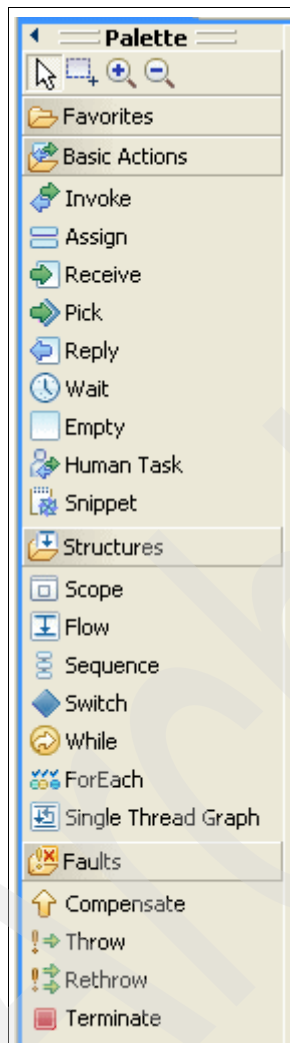 Palette
Favorites
Basic Actions
Invoke
Assign
Receive
Pick
Reply
Wait
Empty
Human Task
Snippet
Structures
Scope
Flow
Sequence
Switch
While
ForEach
Single Thread Graph
Faults
Compensate
Throw
Rethrow
Terminate